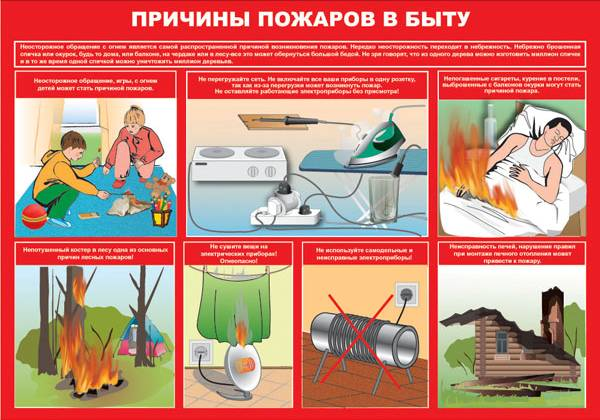 ПРИЧИНЫ ПОЖАРОВ В БЫТУ
Неосторожное обращение с огнем является самой распространенной причиной возникновения пожаров. Нередко неосторожность переходит в небрежность. Небрежно брошенная
спичка или окурок, будь то дома, или балконе, на чердаке или в лесу-все это может обернуться большой бедой. Не зря говорят, что из одного дерева можно изготовить миллион спичек
и в то же время одной спичкой можно уничтожить миллион деревьев.
Неосторожное обращение, игры, с огнем
детей может стать причиной пожаров.
Не перегружайте сеть. Не включайте все ваши приборы в одну розетку,
так как из-за перегрузки может возникнуть пожар.
Не оставляйте работающие электроприборы без присмотра!
Непогашенные сигареты, курение в постели,
выброшенные с балконов окурки могут стать
причиной пожара.
Непотушенный костер в лесу одна из основных
причин лесных пожаров!
Не сушите вещи на
электрических приборах!
Огнеопасно!
Не используйте самодельные и
неисправные электроприборы!
Неисправность печей, нарушение правил
при монтаже печного отопления может
привести к пожару.